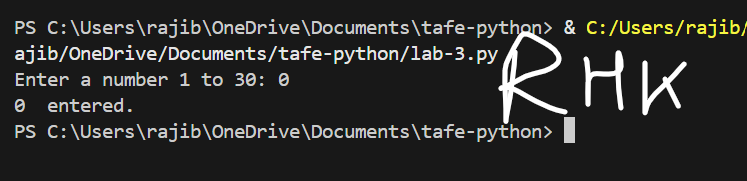 PS C:\Users\rajib\OneDrive\Documents\tafe-python> & C:/Users/rajib/
ajib/OneDrive/Documents/tafe-python/lab-3.py
Enter a number 1 to 30: 0
0  entered.
PS C:\Users\rajib\OneDrive\Documents\tafe-python>
RHK